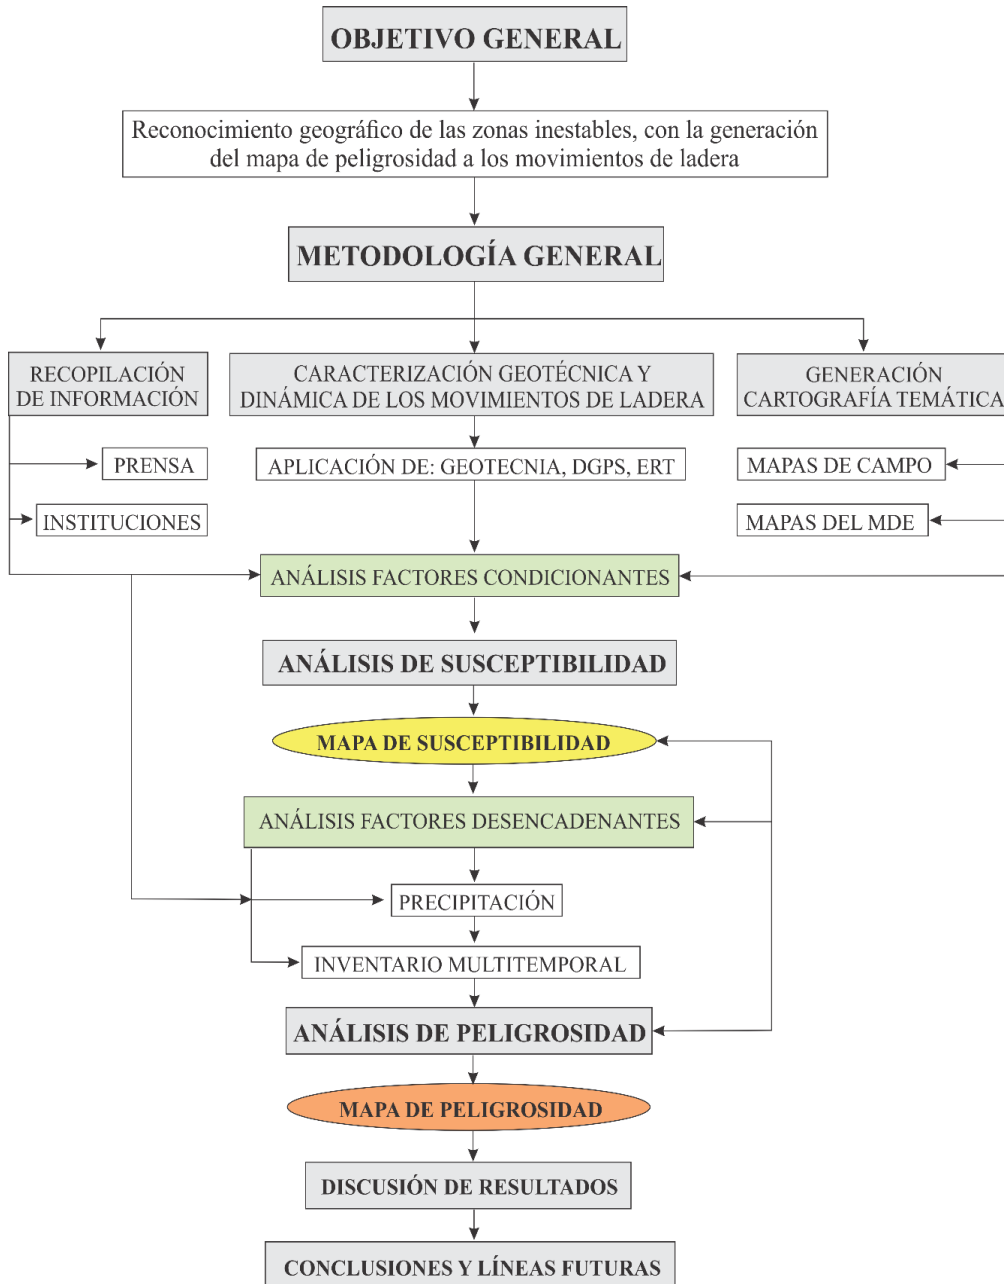 OBJETIVO GENERAL
Reconocimiento geográfico de las zonas inestables, con la generación
del mapa de peligrosidad a los movimientos de ladera
METODOLOGÍA GENERAL
RECOPILACIÓN
DE INFORMACIÓN
CARACTERIZACIÓN GEOTÉCNICA Y
DINÁMICA DE LOS MOVIMIENTOS DE LADERA
GENERACIÓN
CARTOGRAFÍA TEMÁTICA
PRENSA
APLICACIÓN DE: GEOTECNIA, DGPS, ERT
MAPAS DE CAMPO
INSTITUCIONES
MAPAS DEL MDE
ANÁLISIS FACTORES CONDICIONANTES
ANÁLISIS DE SUSCEPTIBILIDAD
MAPA DE SUSCEPTIBILIDAD
ANÁLISIS FACTORES DESENCADENANTES
PRECIPITACIÓN
INVENTARIO MULTITEMPORAL
ANÁLISIS DE PELIGROSIDAD
MAPA DE PELIGROSIDAD
DISCUSIÓN DE RESULTADOS
CONCLUSIONES Y LÍNEAS FUTURAS